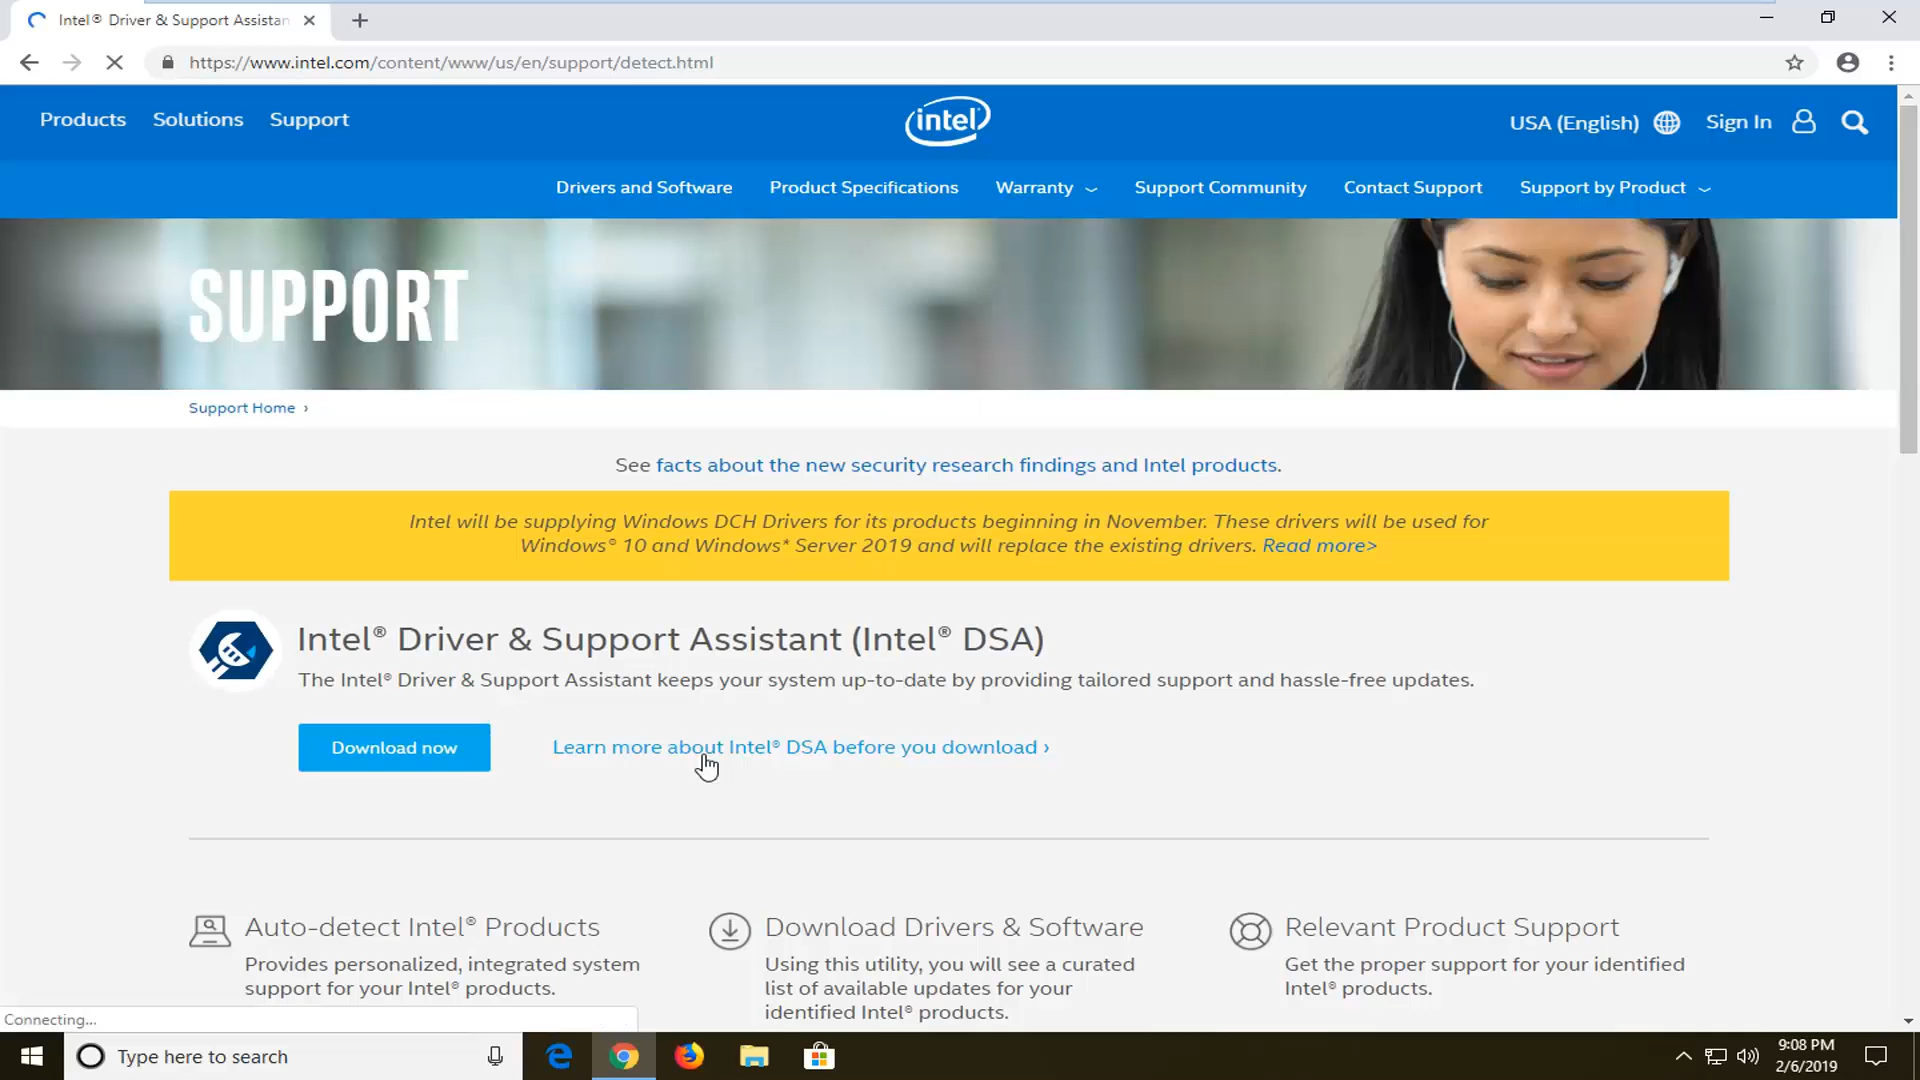 Intel® Driver & Support Assistan
https://www.intel.com/content/www/us/en/support/detect.html
Products Solutions Support
intel
USA (English) Sign In
Drivers and Software Product Specifications Warranty Support Community Contact Support Support by Product
SUPPORT
Support Home ›
See facts about the new security research findings and Intel products.
Intel will be supplying Windows DCH Drivers for its products beginning in November. These drivers will be used for
Windows® 10 and Windows* Server 2019 and will replace the existing drivers. Read more>
Intel® Driver & Support Assistant (Intel® DSA)
The Intel® Driver & Support Assistant keeps your system up-to-date by providing tailored support and hassle-free updates.
Download now Learn more about Intel® DSA before you download ›
Auto-detect Intel® Products
Provides personalized, integrated system
support for your Intel® products.
Download Drivers & Software
Using this utility, you will see a curated
list of available updates for your
identified Intel® products.
Relevant Product Support
Get the proper support for your identified
Intel® products.
Connecting...
Type here to search
9:08 PM
2/6/2019